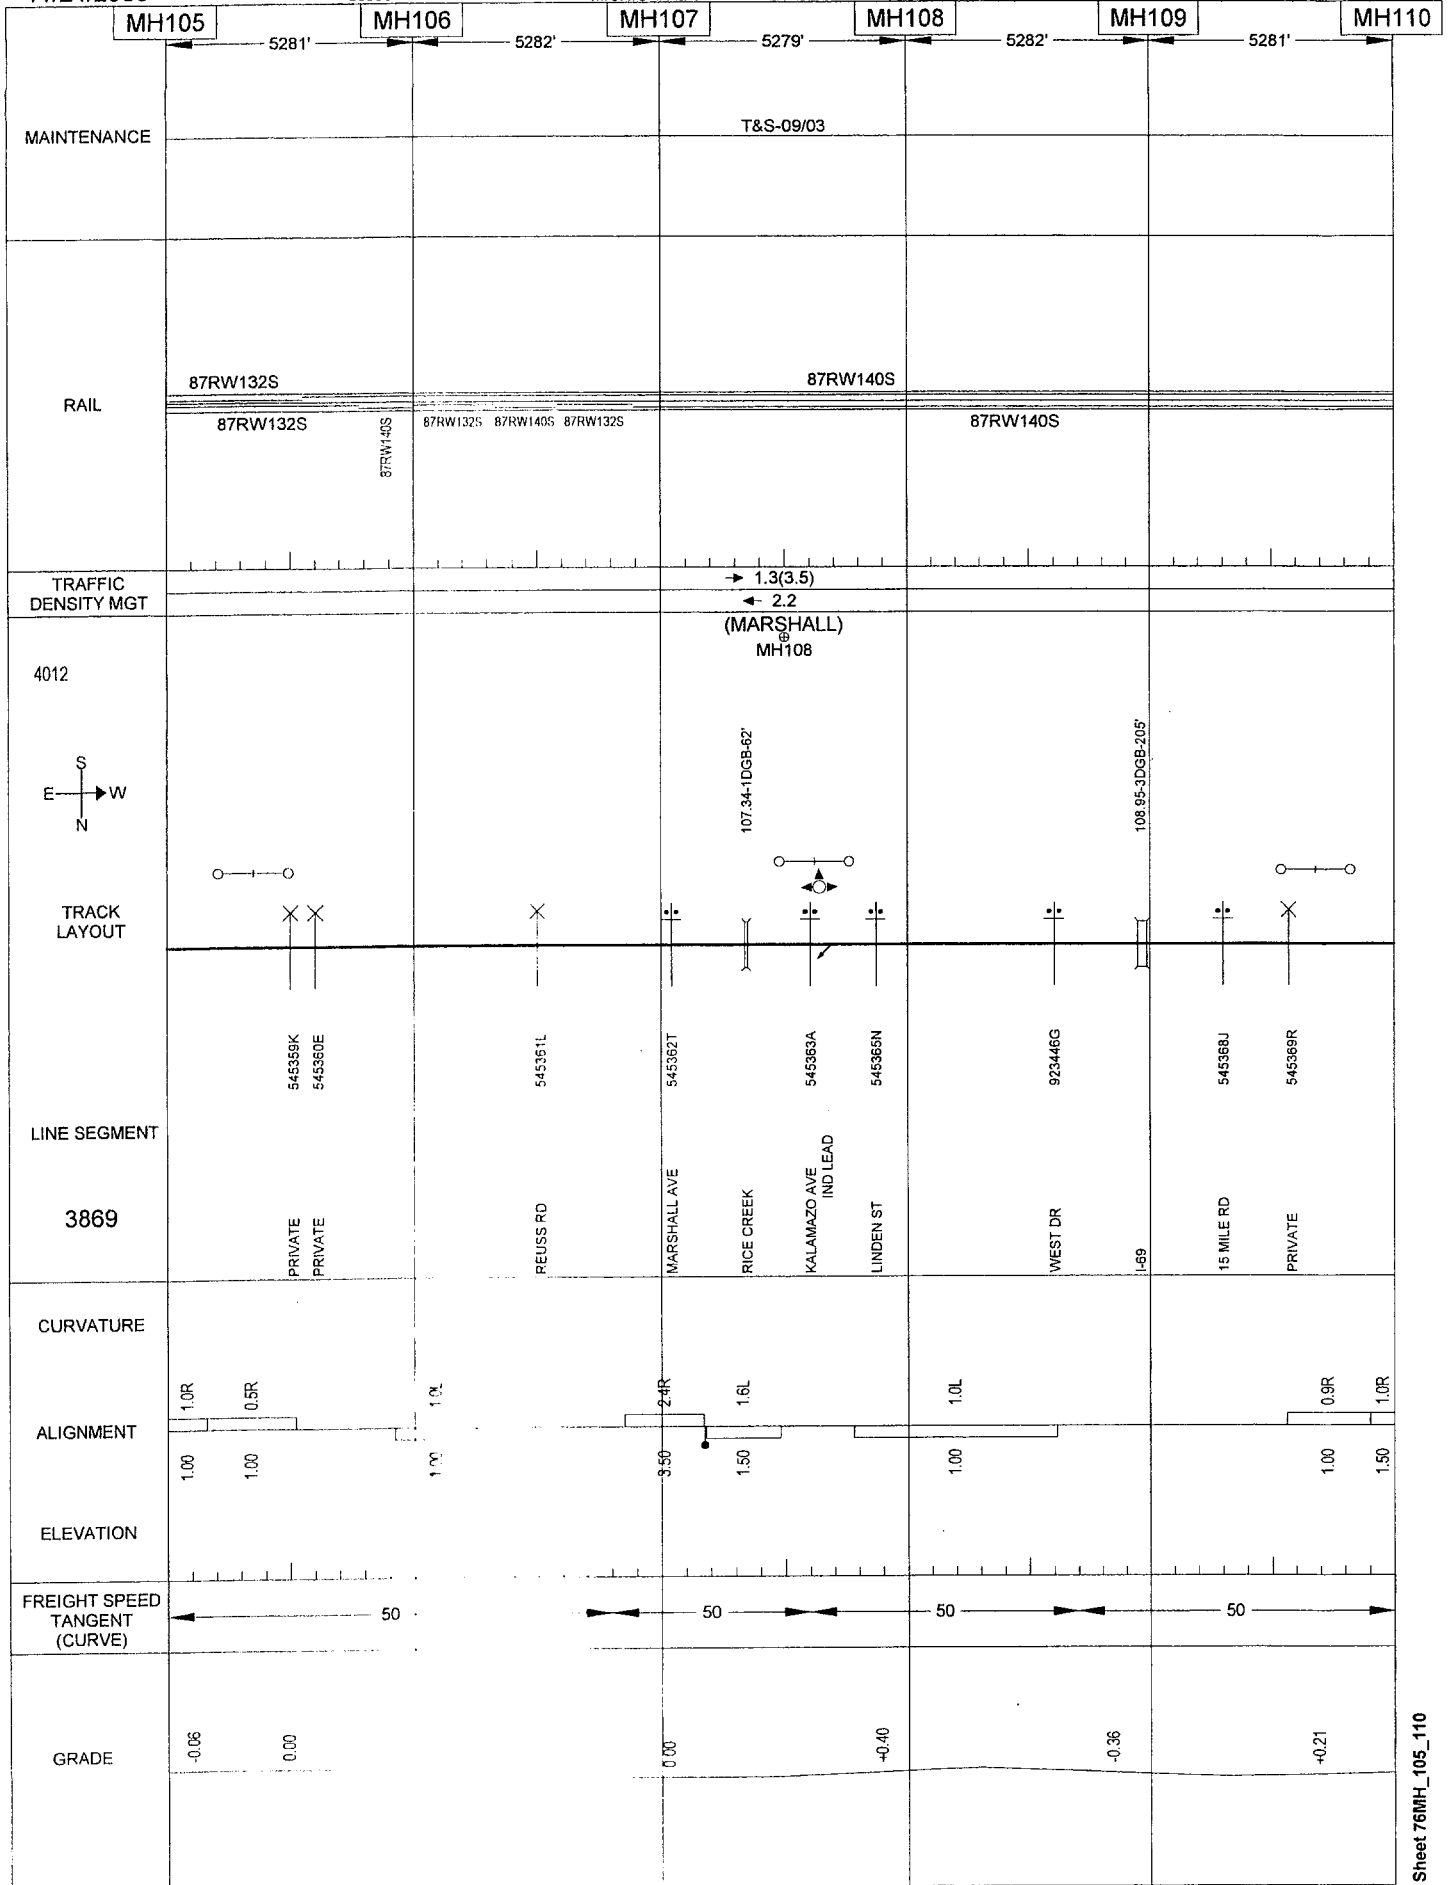 MH105
MH106
MH107
MH108
MH109
MH110
5281'
5282'
5279'
5282'
5281'
MAINTENANCE
T&S-09/03
RAIL
87RW132S
87RW140S
87RW132S
87RW140S
87RW132S
87RW140S
87RW132S
87RW140S
TRAFFIC
DENSITY MGT
1.3(3.5)
2.2
(MARSHALL)
MH108
4012
S
E
W
N
107.34-1DGB-62'
108.95-3DGB-205'
TRACK
LAYOUT
545359K
545360E
545361L
545362T
545363A
545365N
923446G
545368J
545369R
LINE SEGMENT
3869
PRIVATE
PRIVATE
REUSS RD
MARSHALL AVE
RICE CREEK
KALAMAZO AVE
IND LEAD
LINDEN ST
WEST DR
I-69
15 MILE RD
PRIVATE
CURVATURE
1.0R
0.5R
1.0L
2.4R
1.6L
1.0L
0.9R
1.0R
ALIGNMENT
1.00
1.00
1.00
3.50
1.50
1.00
1.00
1.50
ELEVATION
FREIGHT SPEED
TANGENT
(CURVE)
50
50
50
50
GRADE
-0.06
0.00
0.00
+0.40
-0.36
+0.21
Sheet 76MH_105_110